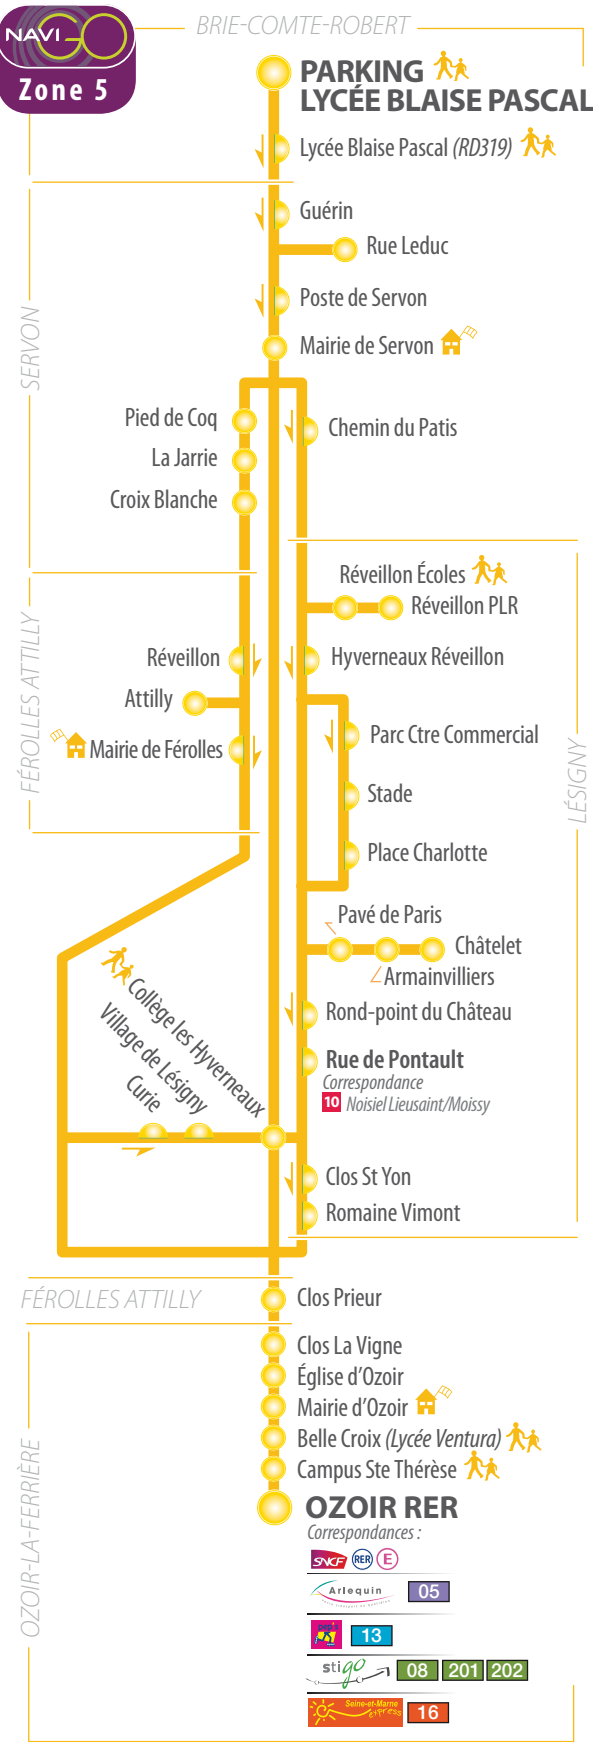 NAVIGO
Zone 5
BRIE-COMTE-ROBERT
PARKING
LYCÉE BLAISE PASCAL
Lycée Blaise Pascal (RD319)
SERVON
Guérin
Rue Leduc
Poste de Servon
Mairie de Servon
Pied de Coq
La Jarrie
Croix Blanche
Chemin du Patis
FÉROLLES ATTILLY
Réveillon
Attilly
Mairie de Férolles
LÉSIGNY
Réveillon Écoles
Réveillon PLR
Hyverneaux Réveillon
Parc Ctre Commercial
Stade
Place Charlotte
Pavé de Paris
Châtelet
Armainvilliers
Rond-point du Château
Rue de Pontault
Correspondance
10 Noisiel Lieusaint/Moissy
Collège les Hyverneaux
Village de Lésigny
Curie
Clos St Yon
Romaine Vimont
FÉROLLES ATTILLY
Clos Prieur
OZOIR-LA-FERRIÈRE
Clos La Vigne
Église d'Ozoir
Mairie d'Ozoir
Belle Croix (Lycée Ventura)
Campus Ste Thérèse
OZOIR RER
Correspondances :
SNCF RER E
Arlequin 05
13
stigo 08 201 202
Seine-et-Marne express 16